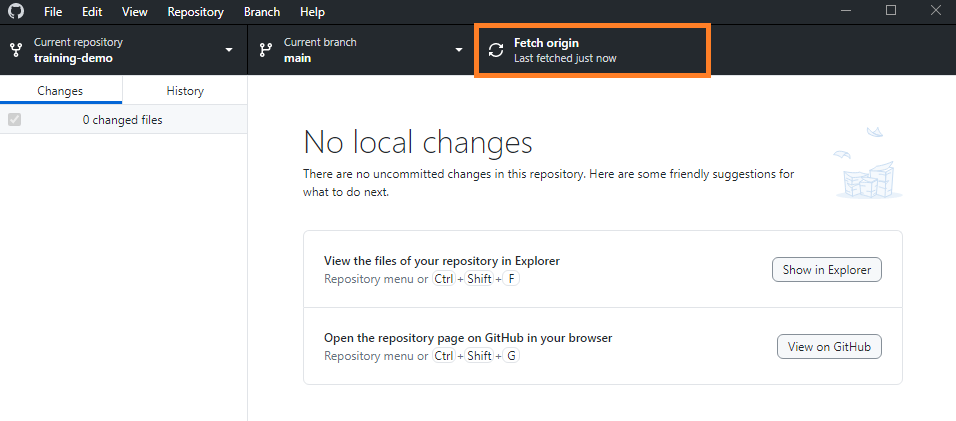 File Edit View Repository Branch Help
Current repository
training-demo
Current branch
main
Fetch origin
Last fetched just now
Changes
History
0 changed files
No local changes
There are no uncommitted changes in this repository. Here are some friendly suggestions for
what to do next.
View the files of your repository in Explorer
Repository menu or Ctrl + Shift + F
Show in Explorer
Open the repository page on GitHub in your browser
Repository menu or Ctrl + Shift + G
View on GitHub